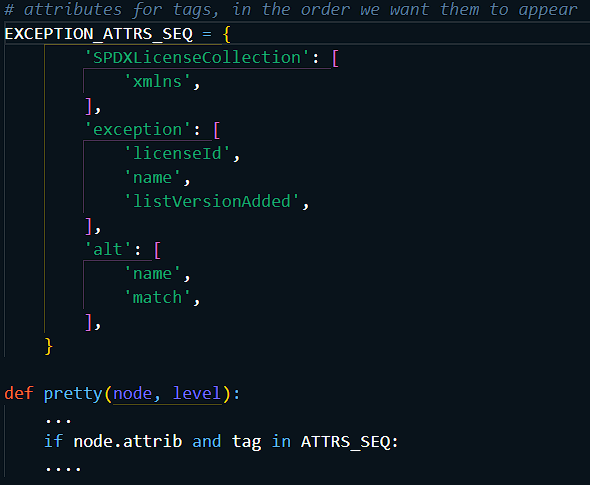 # attributes for tags, in the order we want them to appear
EXCEPTION_ATTRS_SEQ = {
        'SPDXLicenseCollection': [
            'xmlns',
        ],
        'exception': [
            'licenseId',
            'name',
            'listVersionAdded',
        ],
        'alt': [
            'name',
            'match',
        ],
    }

def pretty(node, level):
    ...
    if node.attrib and tag in ATTRS_SEQ:
    ....